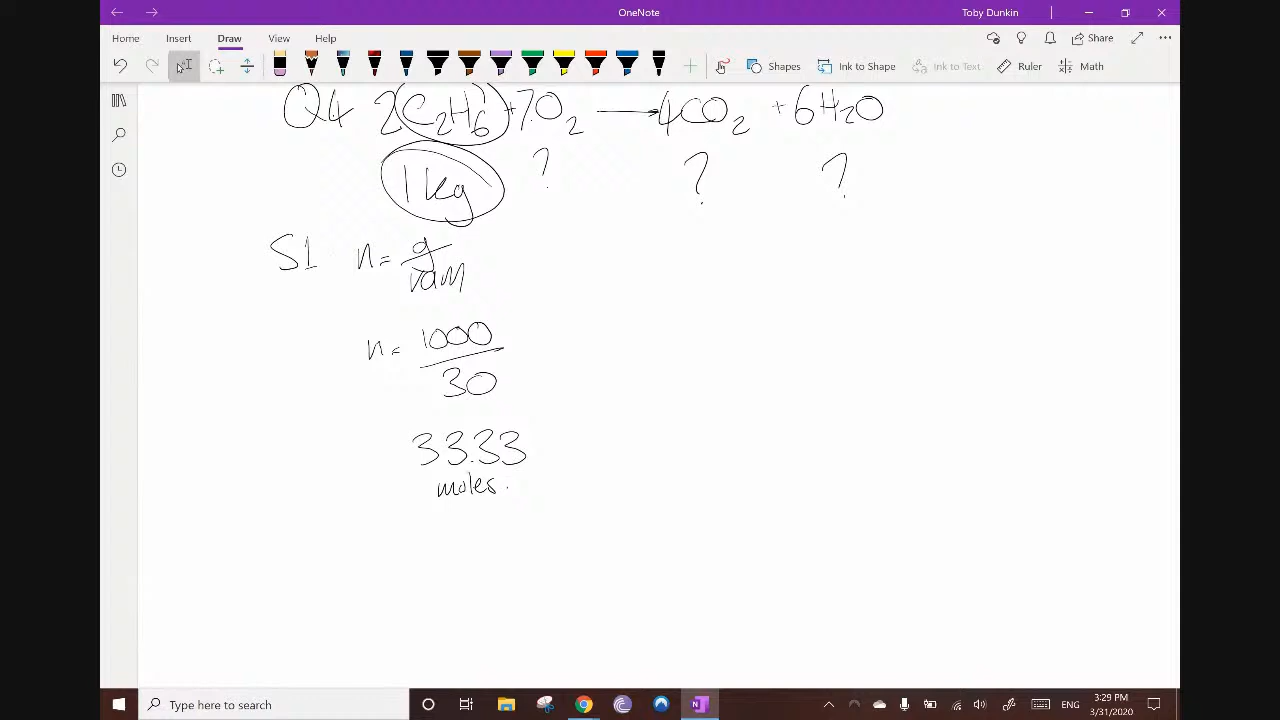 OneNote
Toby Dunkin
Home Insert Draw View Help
Share
Shapes Ink to Shape Ink to Text Ruler Math
Q4 2C₂H₆ + 7O₂ → 4CO₂ + 6H₂O
1kg ? ? ?
S1 n = g/ram
n = 1000/30
33.33
moles.
Type here to search
ENG
3:29 PM
3/31/2020